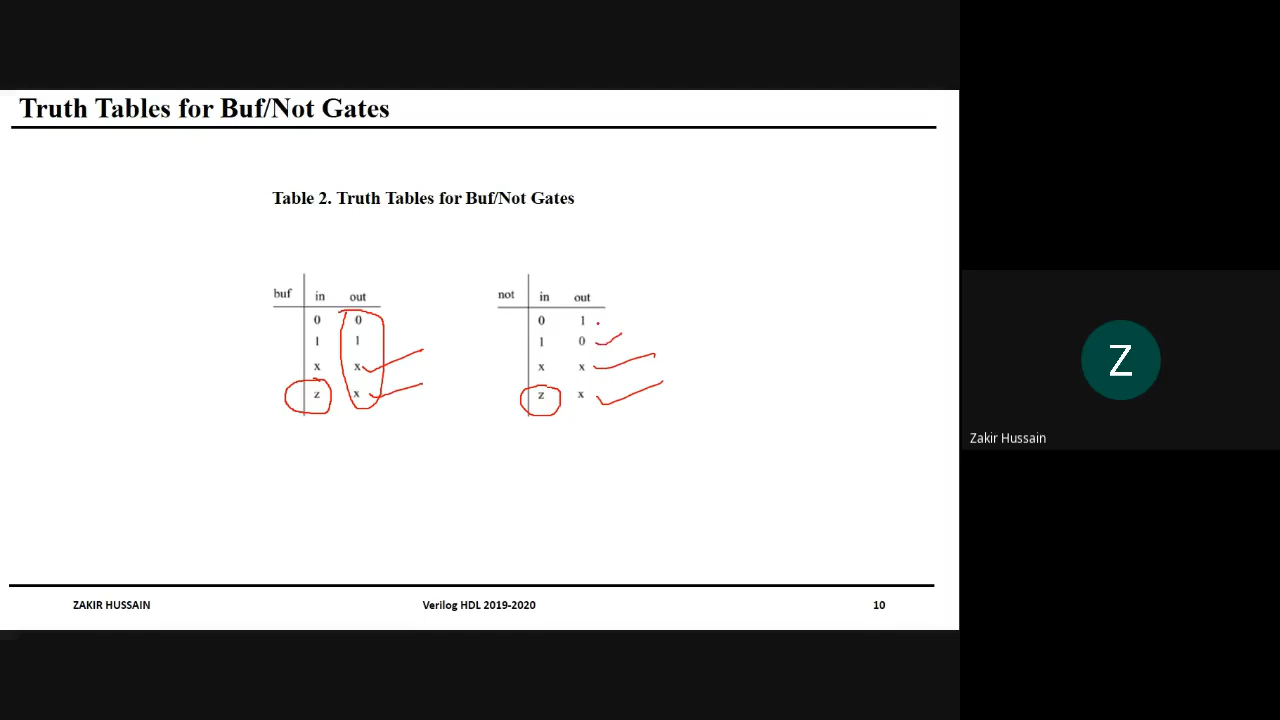 Truth Tables for Buf/Not Gates
Table 2. Truth Tables for Buf/Not Gates
buf in out
0 0
1 1
x x
z x
not in out
0 1
1 0
x x
z x
ZAKIR HUSSAIN Verilog HDL 2019-2020 10
Z
Zakir Hussain